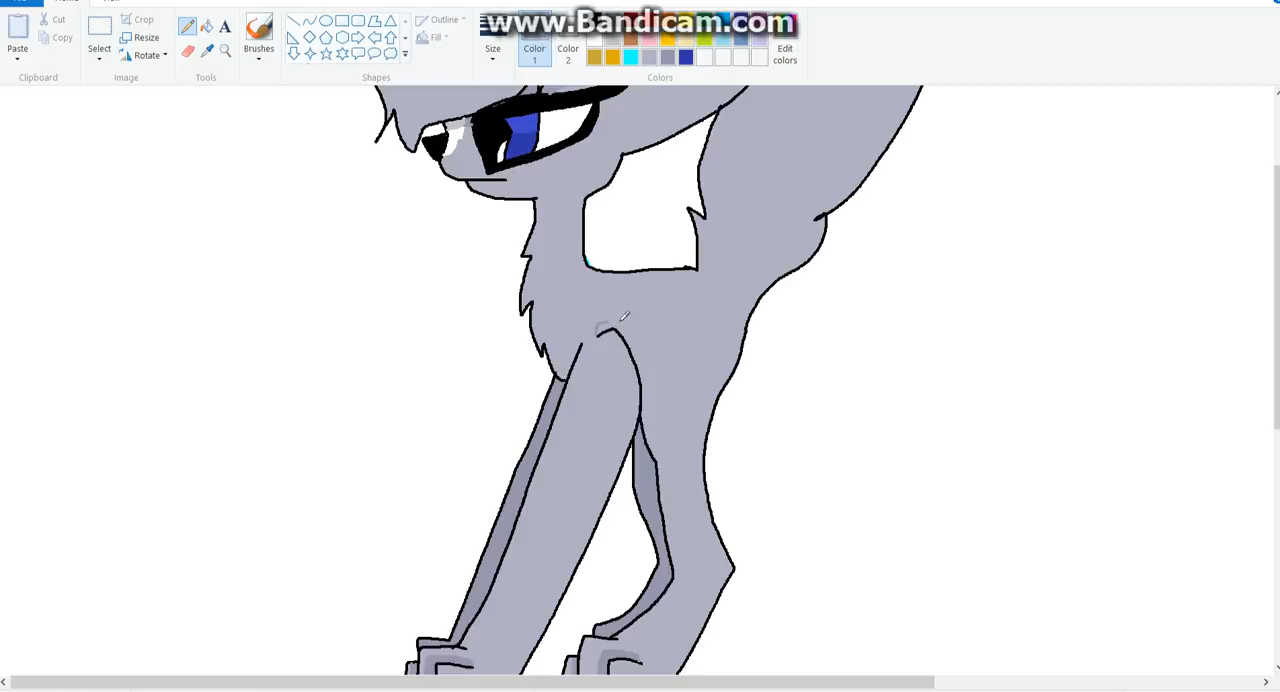 www.Bandicam.com
Cut
Copy
Paste
Clipboard
Crop
Resize
Rotate
Select
Image
A
Tools
Brushes
Shapes
Outline
Fill
Size
Color
1
Color
2
Edit
colors
Colors